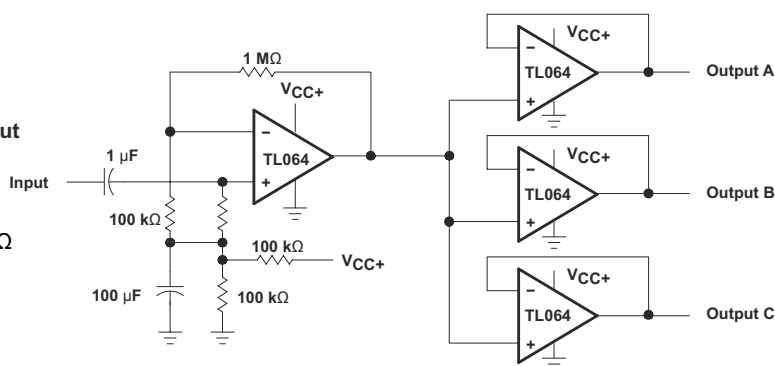 1 MΩ
VCC+
−
TL064
+
ut
1 µF
Input
100 kΩ
Ω
100 kΩ
VCC+
100 µF
100 kΩ
VCC+
−
TL064
+
Output A
VCC+
−
TL064
+
Output B
VCC+
−
TL064
+
Output C